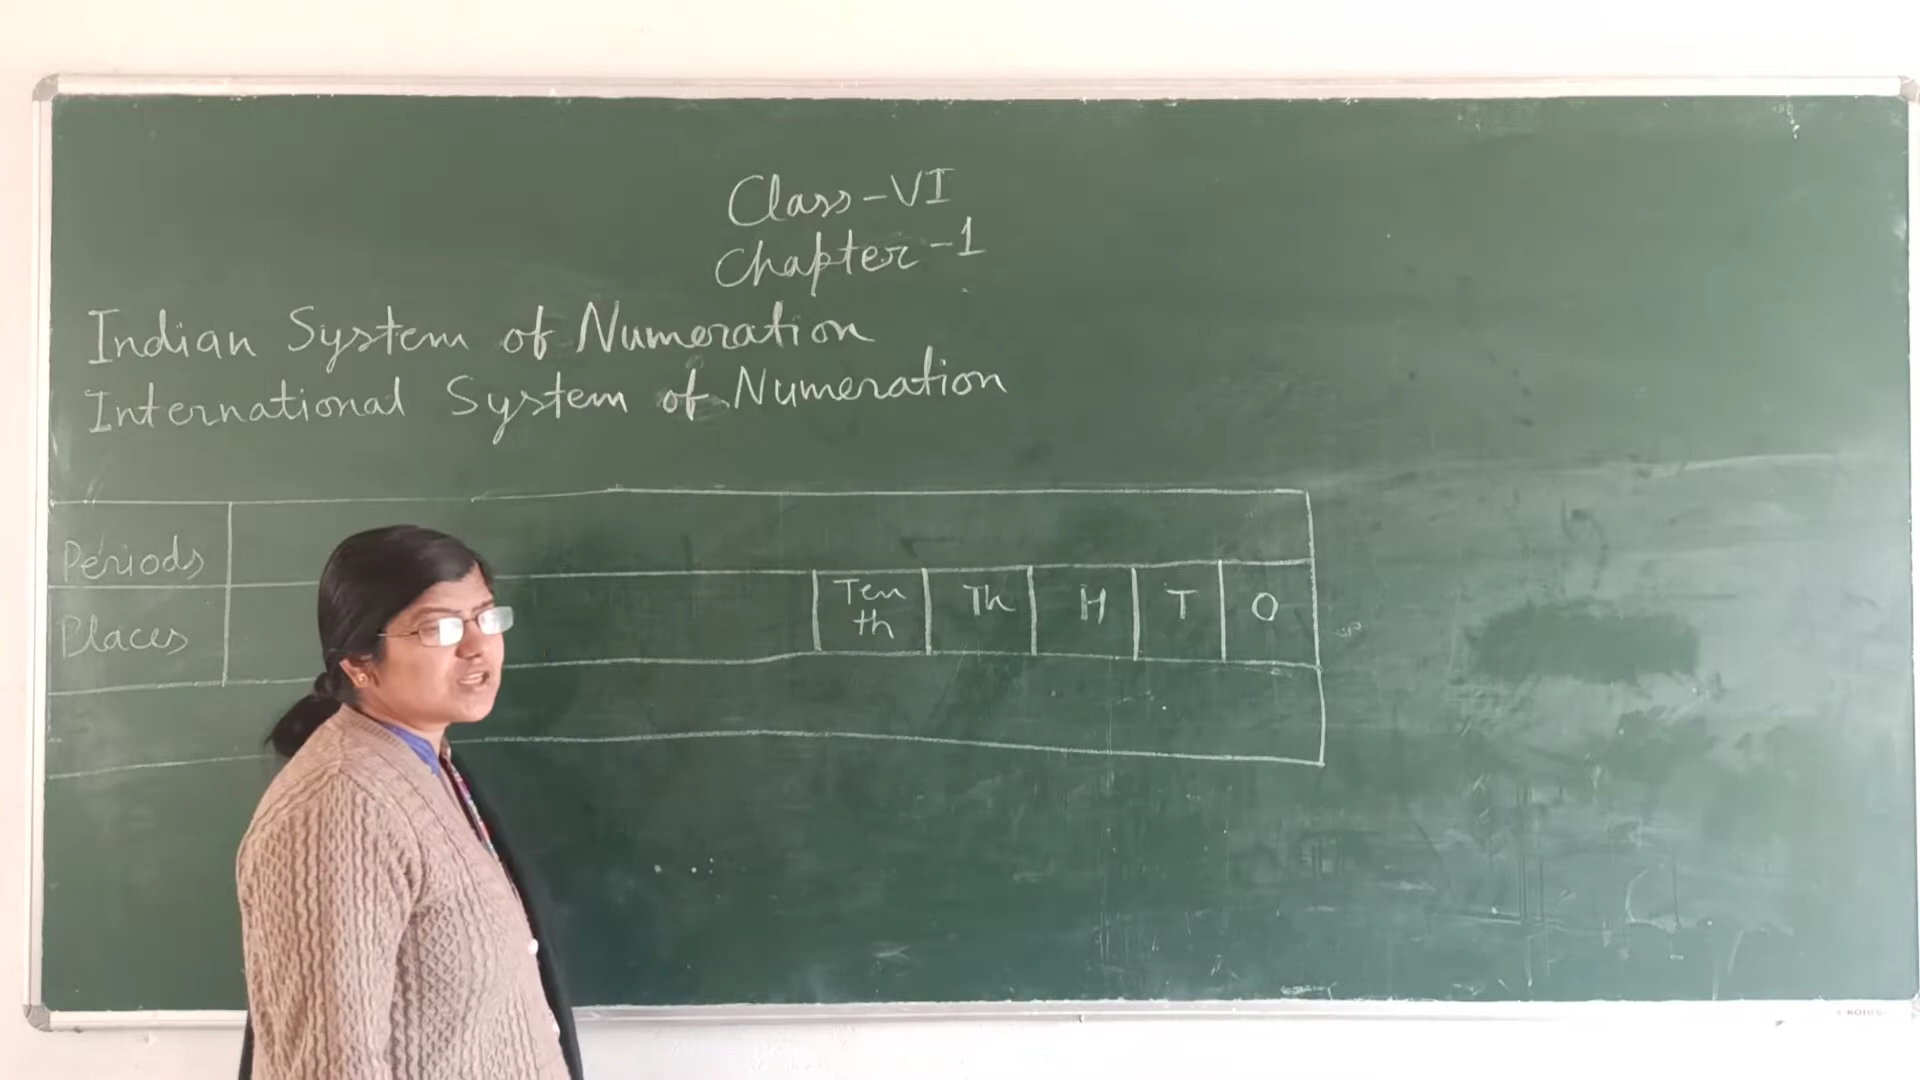 Class-VI
Chapter-1
Indian System of Numeration
International System of Numeration
Periods
Places
Ten th Th H T O